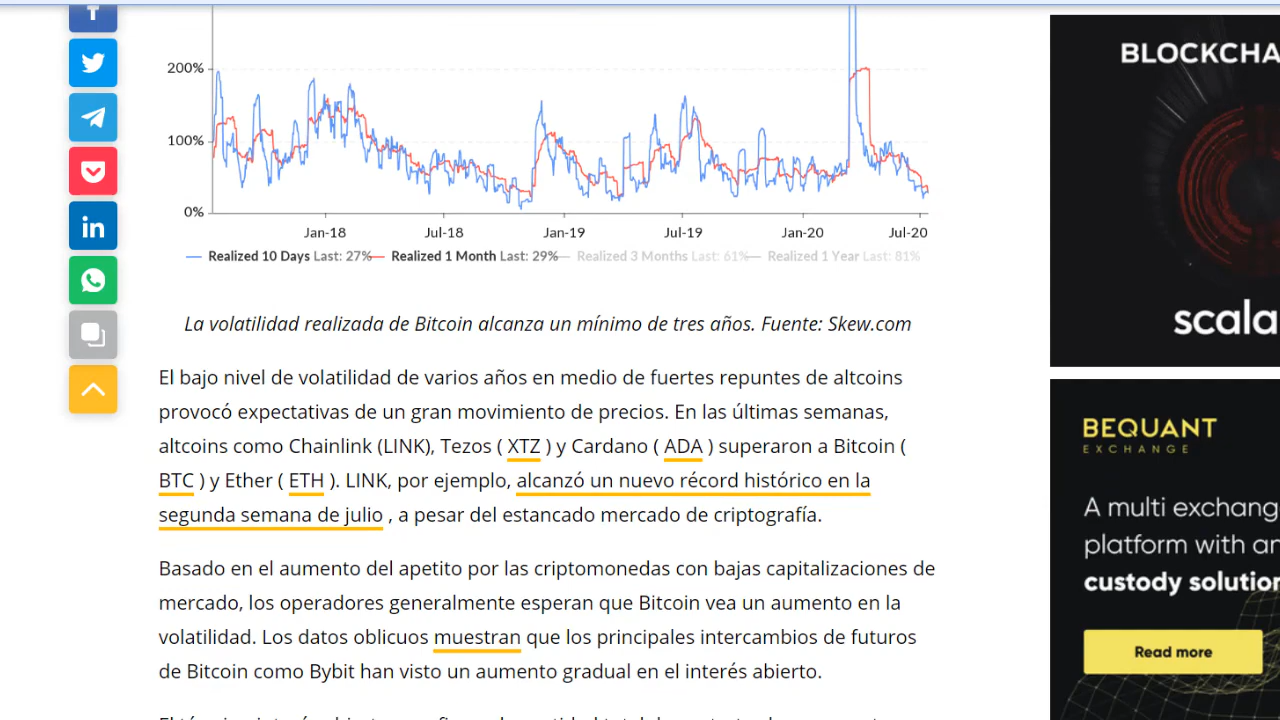 200%
100%
0%
Jan-18 Jul-18 Jan-19 Jul-19 Jan-20 Jul-20
Realized 10 Days Last: 27% Realized 1 Month Last: 29% Realized 3 Months Last: 61% Realized 1 Year Last: 81%
La volatilidad realizada de Bitcoin alcanza un mínimo de tres años. Fuente: Skew.com
El bajo nivel de volatilidad de varios años en medio de fuertes repuntes de altcoins
provocó expectativas de un gran movimiento de precios. En las últimas semanas,
altcoins como Chainlink (LINK), Tezos ( XTZ ) y Cardano ( ADA ) superaron a Bitcoin (
BTC ) y Ether ( ETH ). LINK, por ejemplo, alcanzó un nuevo récord histórico en la
segunda semana de julio , a pesar del estancado mercado de criptografía.
Basado en el aumento del apetito por las criptomonedas con bajas capitalizaciones de
mercado, los operadores generalmente esperan que Bitcoin vea un aumento en la
volatilidad. Los datos oblicuos muestran que los principales intercambios de futuros
de Bitcoin como Bybit han visto un aumento gradual en el interés abierto.
in
BLOCKCHA
scala
BEQUANT
EXCHANGE
A multi exchang
platform with an
custody solution
Read more